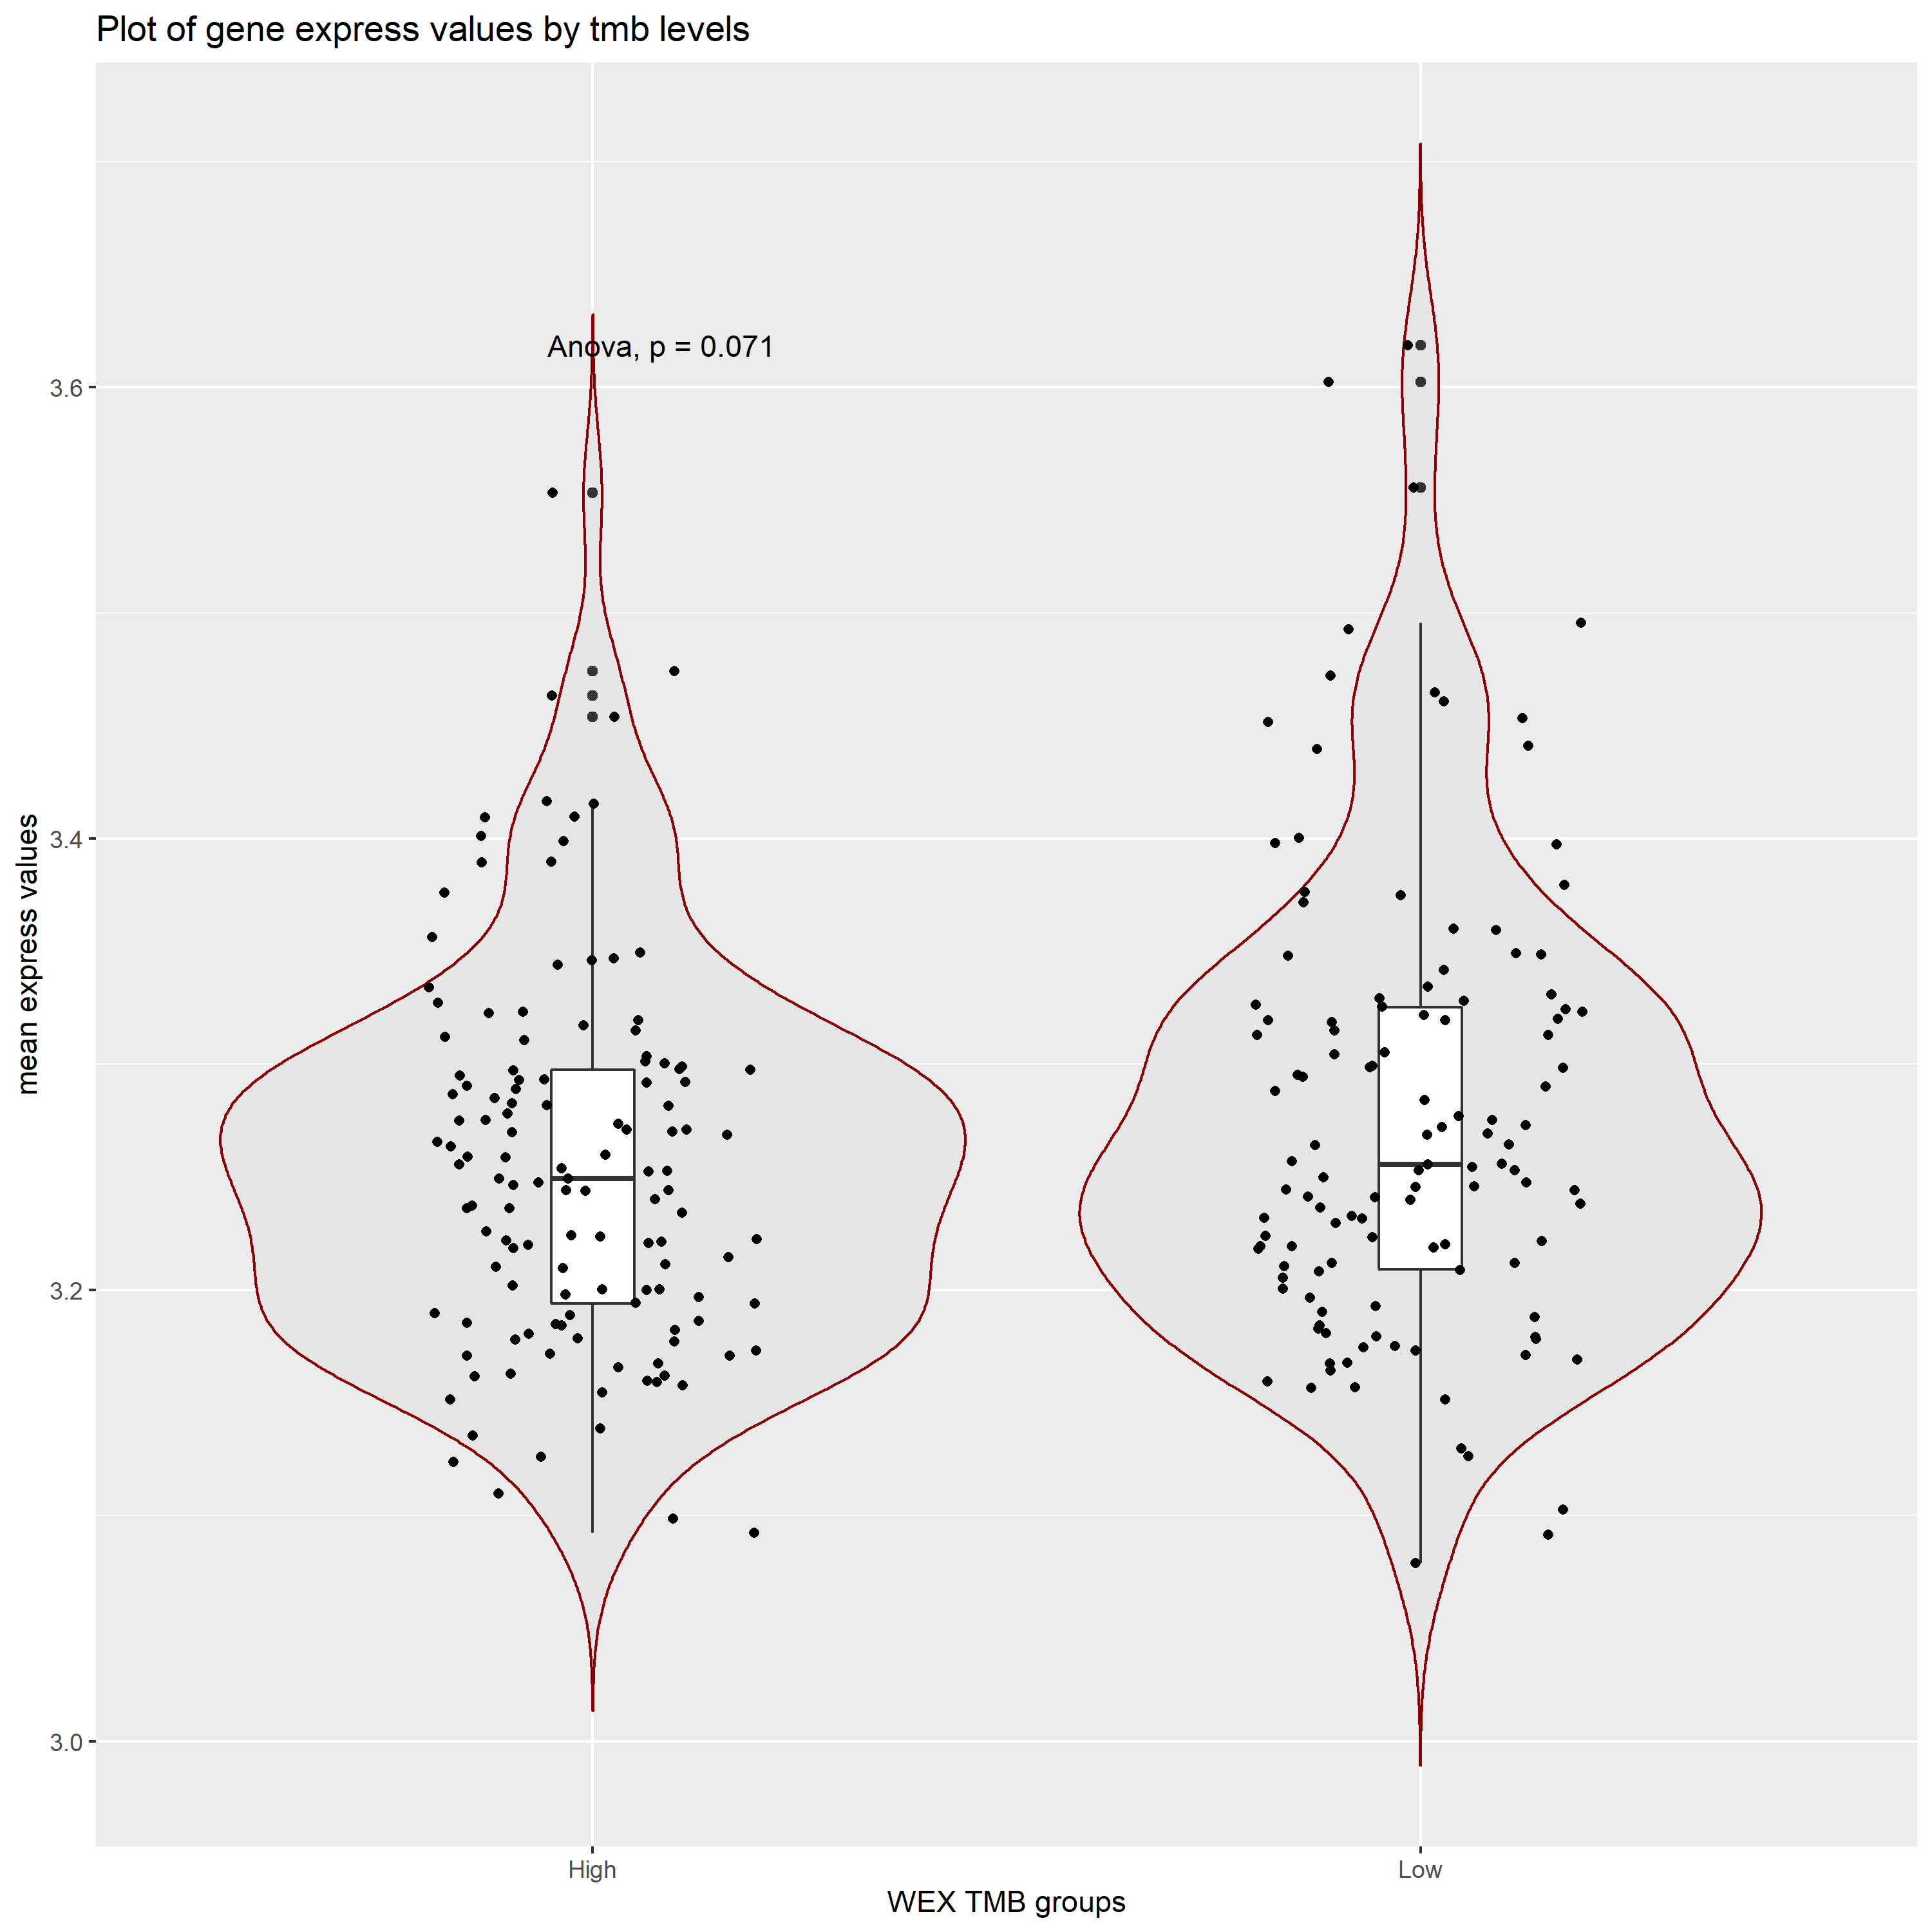 Plot of gene express values by tmb levels
Anova, p = 0.071
3.6
3.4
3.2
3.0
mean express values
High
Low
WEX TMB groups